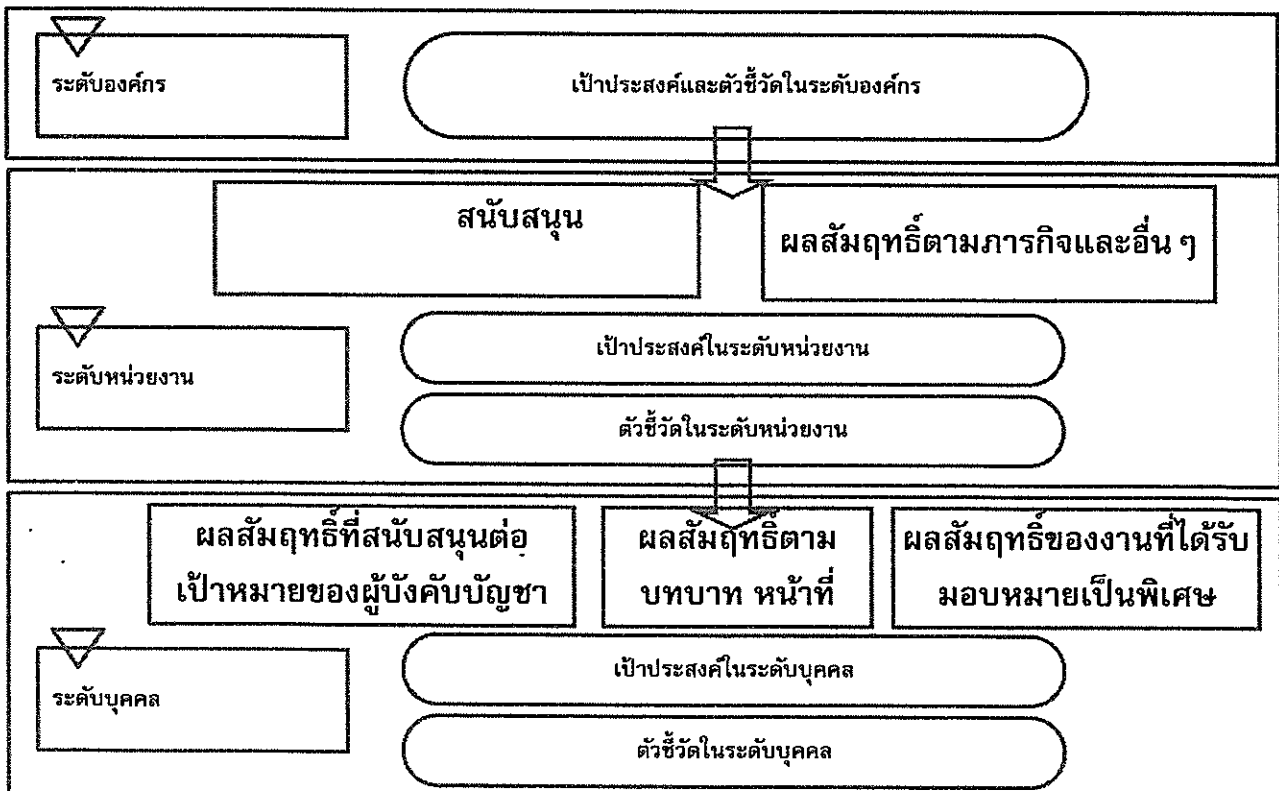 ระดับองค์กร
เป้าประสงค์และตัวชี้วัดในระดับองค์กร
สนับสนุน
ผลสัมฤทธิ์ตามภารกิจและอื่น ๆ
เป้าประสงค์ในระดับหน่วยงาน
ระดับหน่วยงาน
ตัวชี้วัดในระดับหน่วยงาน
ผลสัมฤทธิ์ที่สนับสนุนต่อ
เป้าหมายของผู้บังคับบัญชา
ผลสัมฤทธิ์ตาม
บทบาท หน้าที่
ผลสัมฤทธิ์ของงานที่ได้รับ
มอบหมายเป็นพิเศษ
เป้าประสงค์ในระดับบุคคล
ระดับบุคคล
ตัวชี้วัดในระดับบุคคล